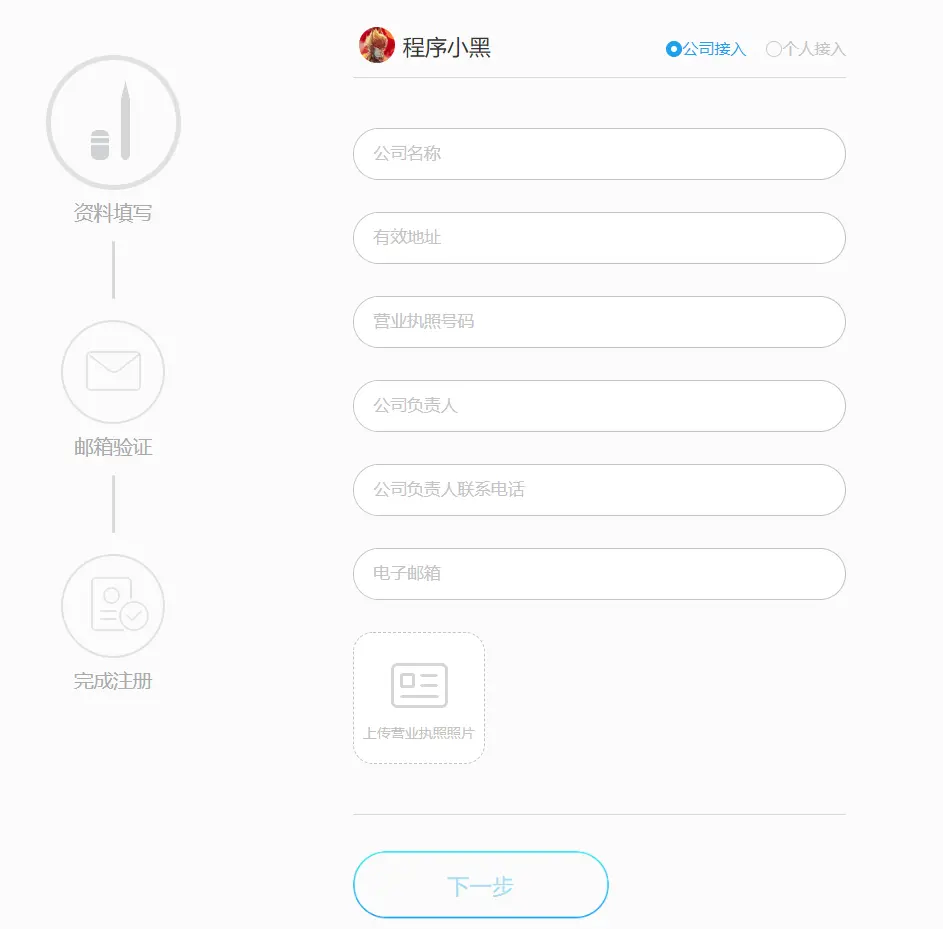 程序小黑
公司接入
个人接入
资料填写
邮箱验证
完成注册
公司名称
有效地址
营业执照号码
公司负责人
公司负责人联系电话
电子邮箱
上传营业执照照片
下一步